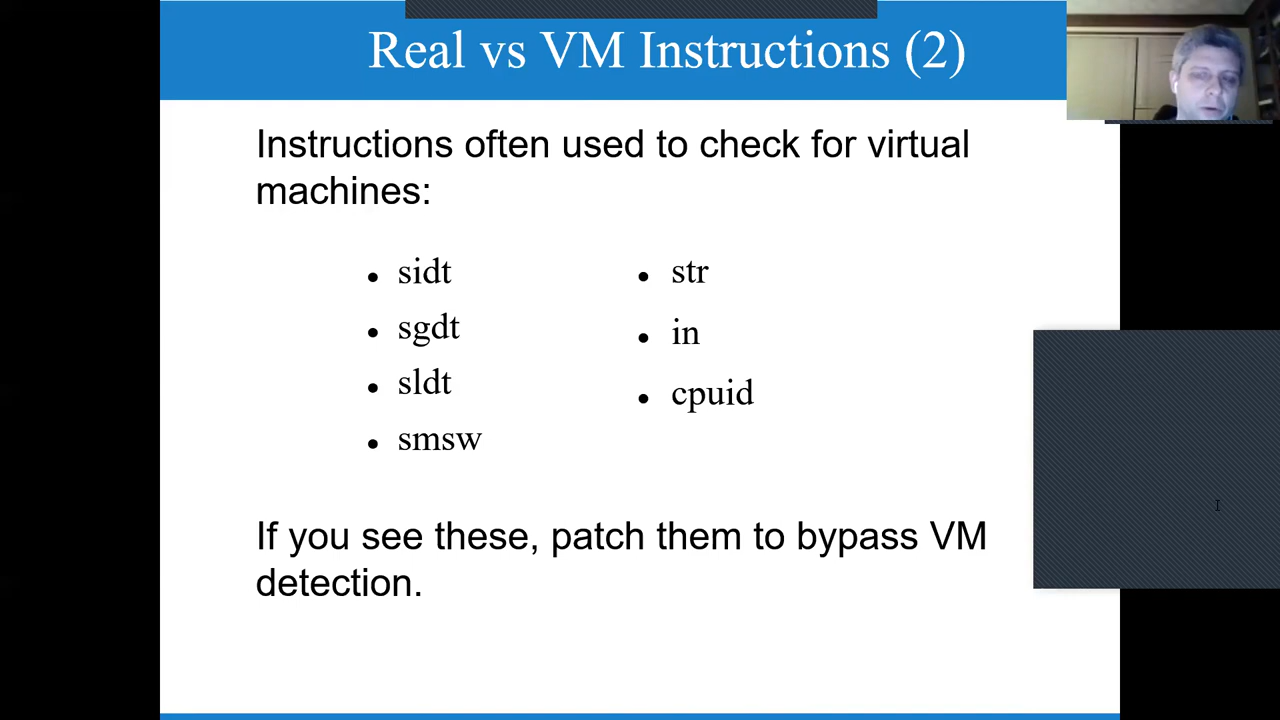 Real vs VM Instructions (2)
Instructions often used to check for virtual
machines:
• sidt
• sgdt
• sldt
• smsw
• str
• in
• cpuid
If you see these, patch them to bypass VM
detection.